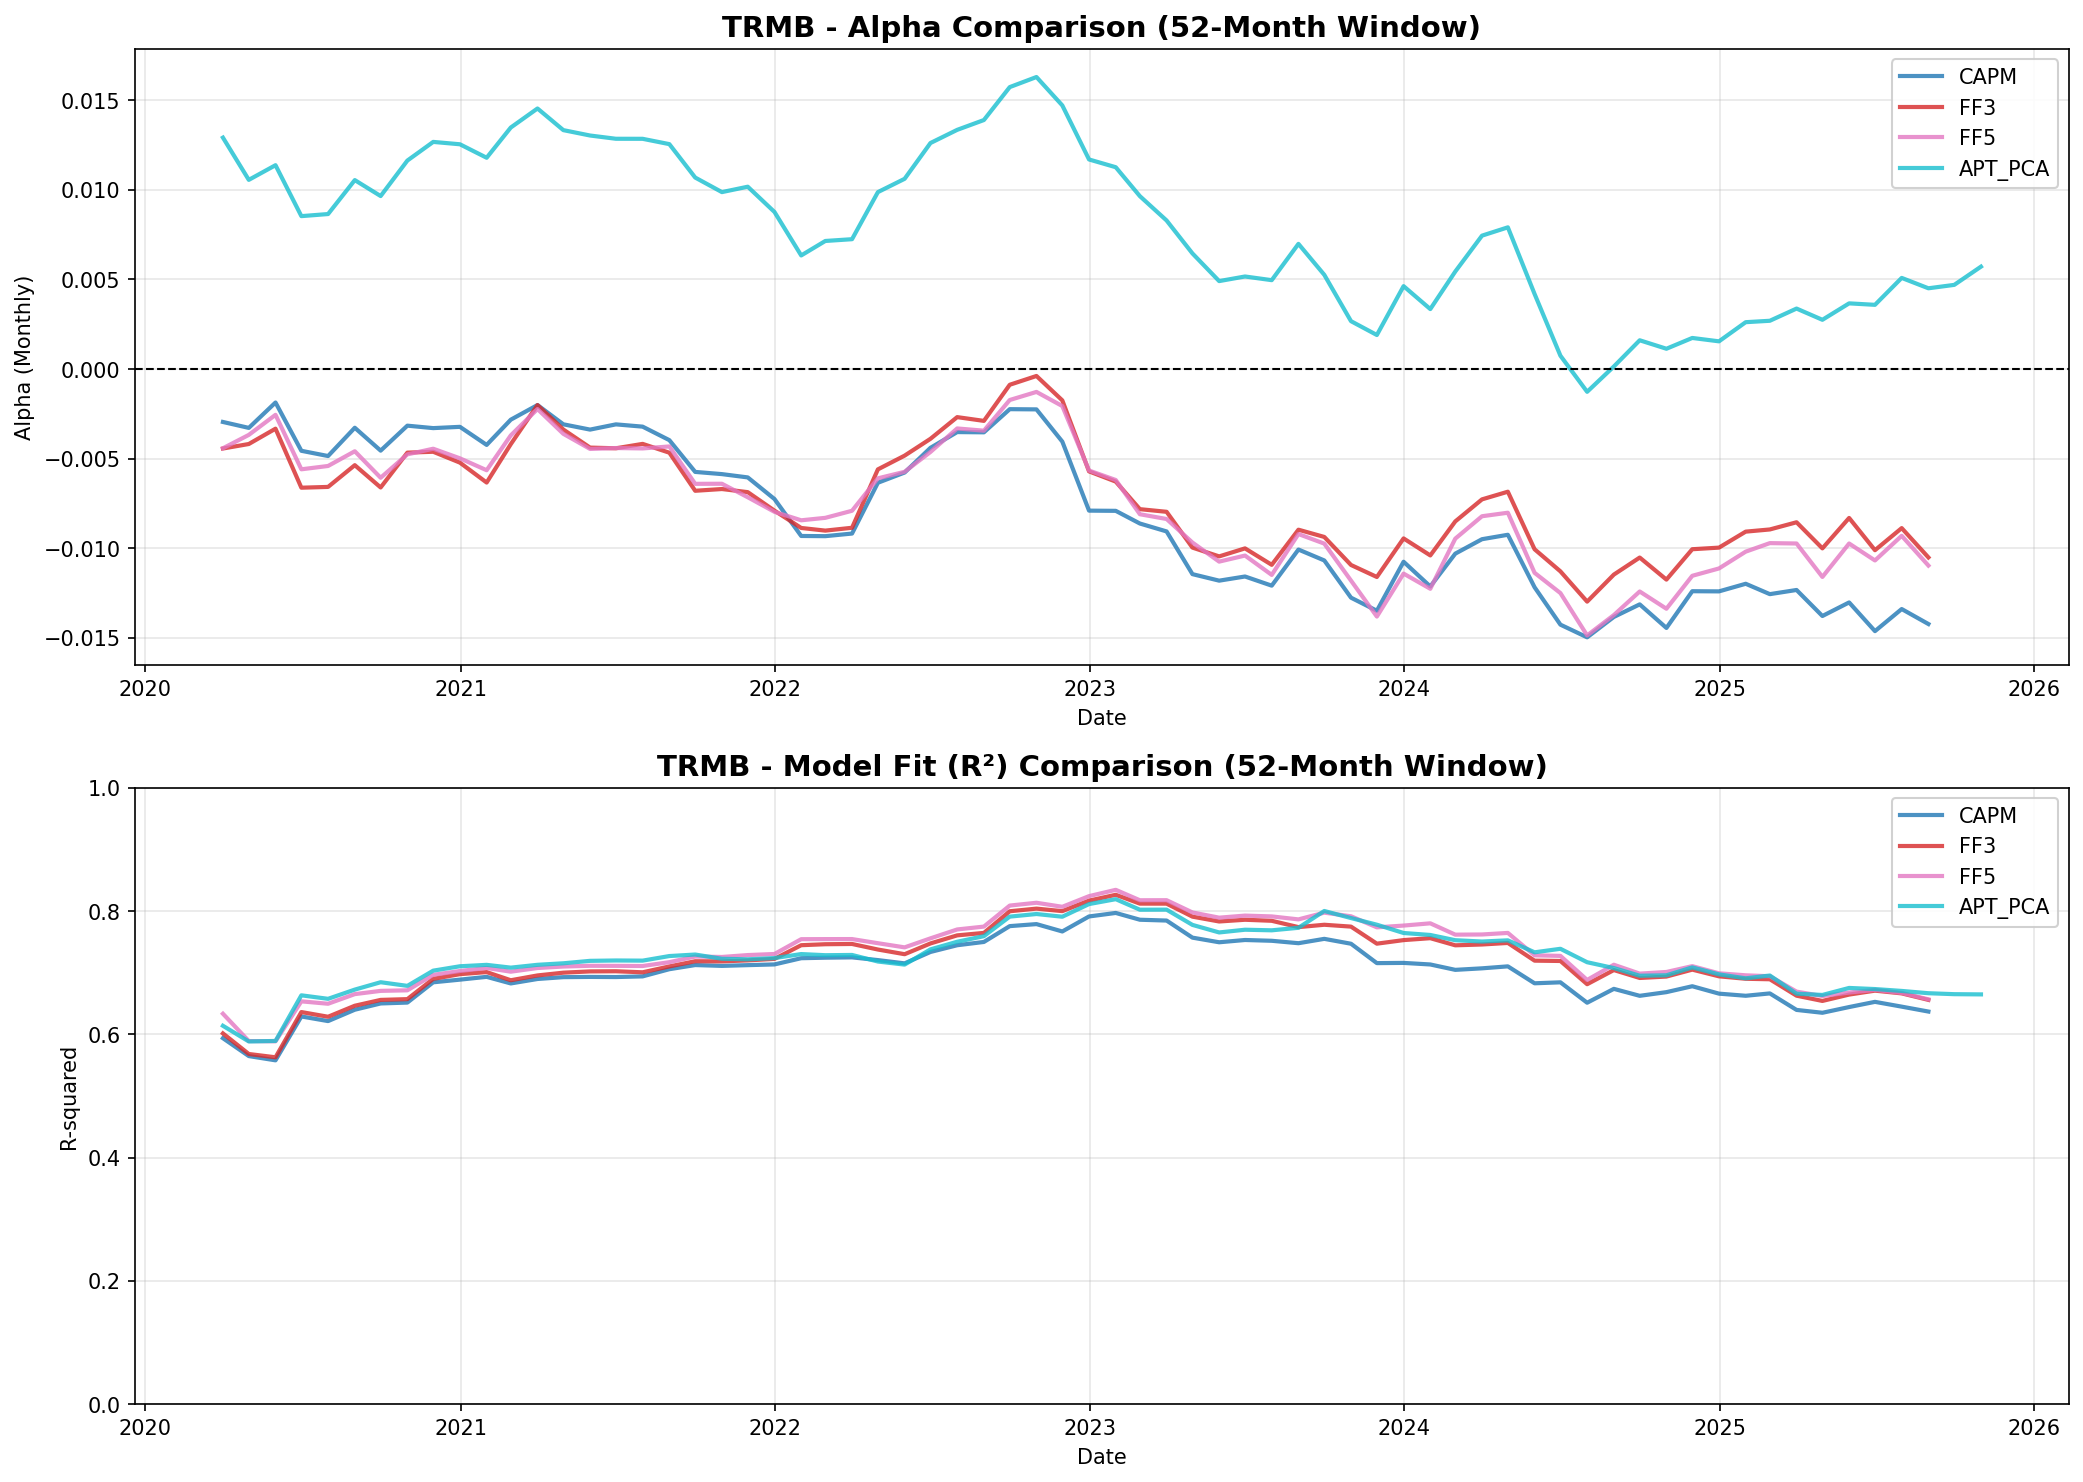 TRMB - Alpha Comparison (52-Month Window)
CAPM
FF3
FF5
APT_PCA
Alpha (Monthly)
0.015
0.010
0.005
0.000
−0.005
−0.010
−0.015
2020 2021 2022 2023 2024 2025 2026
Date
TRMB - Model Fit (R²) Comparison (52-Month Window)
CAPM
FF3
FF5
APT_PCA
R-squared
1.0
0.8
0.6
0.4
0.2
0.0
2020 2021 2022 2023 2024 2025 2026
Date